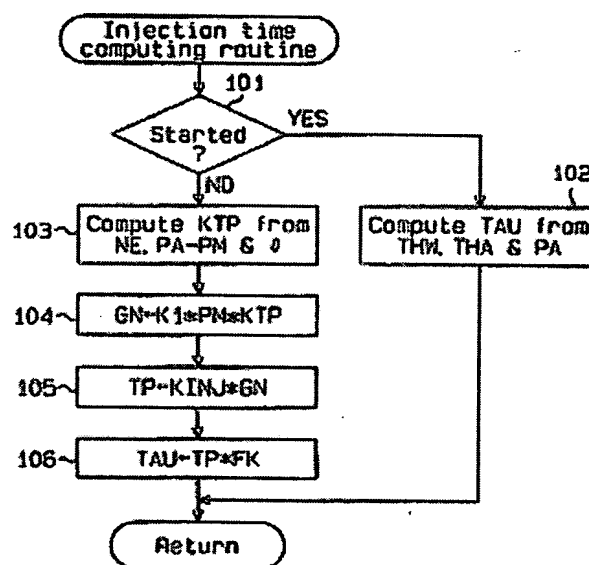 Injection time
computing routine
101
Started
?
YES
NO
102
103
Compute KTP from
NE, PA-PM &
Compute TAU from
THW, THA & PA
104
GN←K1*PM*KTP
105
TP←KINJ*GN
106
TAU←TP*FK
Return